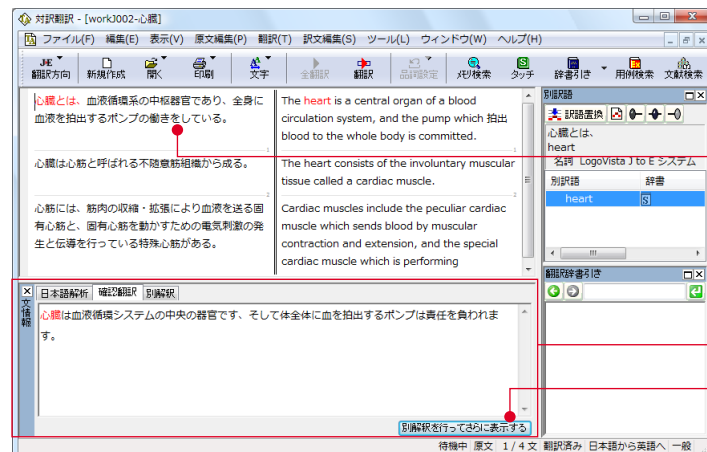 対訳翻訳 - [workJ002-心臓]
ファイル(F) 編集(E) 表示(V) 原文編集(P) 翻訳(T) 訳文編集(S) ツール(L) ウィンドウ(W) ヘルプ(H)
JE
翻訳方向 新規作成 開く 印刷 文字 全翻訳 翻訳 品詞設定 メモリ検索 タッチ 辞書引き 用例検索 文献検索
心臓とは、血液循環系の中枢器官であり、全身に
血液を拍出するポンプの働きをしている。
1
心臓は心筋と呼ばれる不随意筋組織から成る。
2
心筋には、筋肉の収縮・拡張により血液を送る固
有心筋と、固有心筋を動かすための電気刺激の発
生と伝導を行っている特殊心筋がある。
The heart is a central organ of a blood
circulation system, and the pump which 拍出
blood to the whole body is committed.
1
The heart consists of the involuntary muscular
tissue called a cardiac muscle.
2
Cardiac muscles include the peculiar cardiac
muscle which sends blood by muscular
contraction and extension, and the special
cardiac muscle which is performing
別訳語
訳語置換
心臓とは、
heart
名詞 LogoVista J to E システム
別訳語 辞書
heart S
翻訳辞書引き
文情報
日本語解析 確認翻訳 別解釈
心臓は血液循環システムの中央の器官です、そして体全体に血を拍出するポンプは責任を負われま
す。
別解釈を行ってさらに表示する
待機中 原文 1 / 4 文 翻訳済み 日本語から英語へ 一般